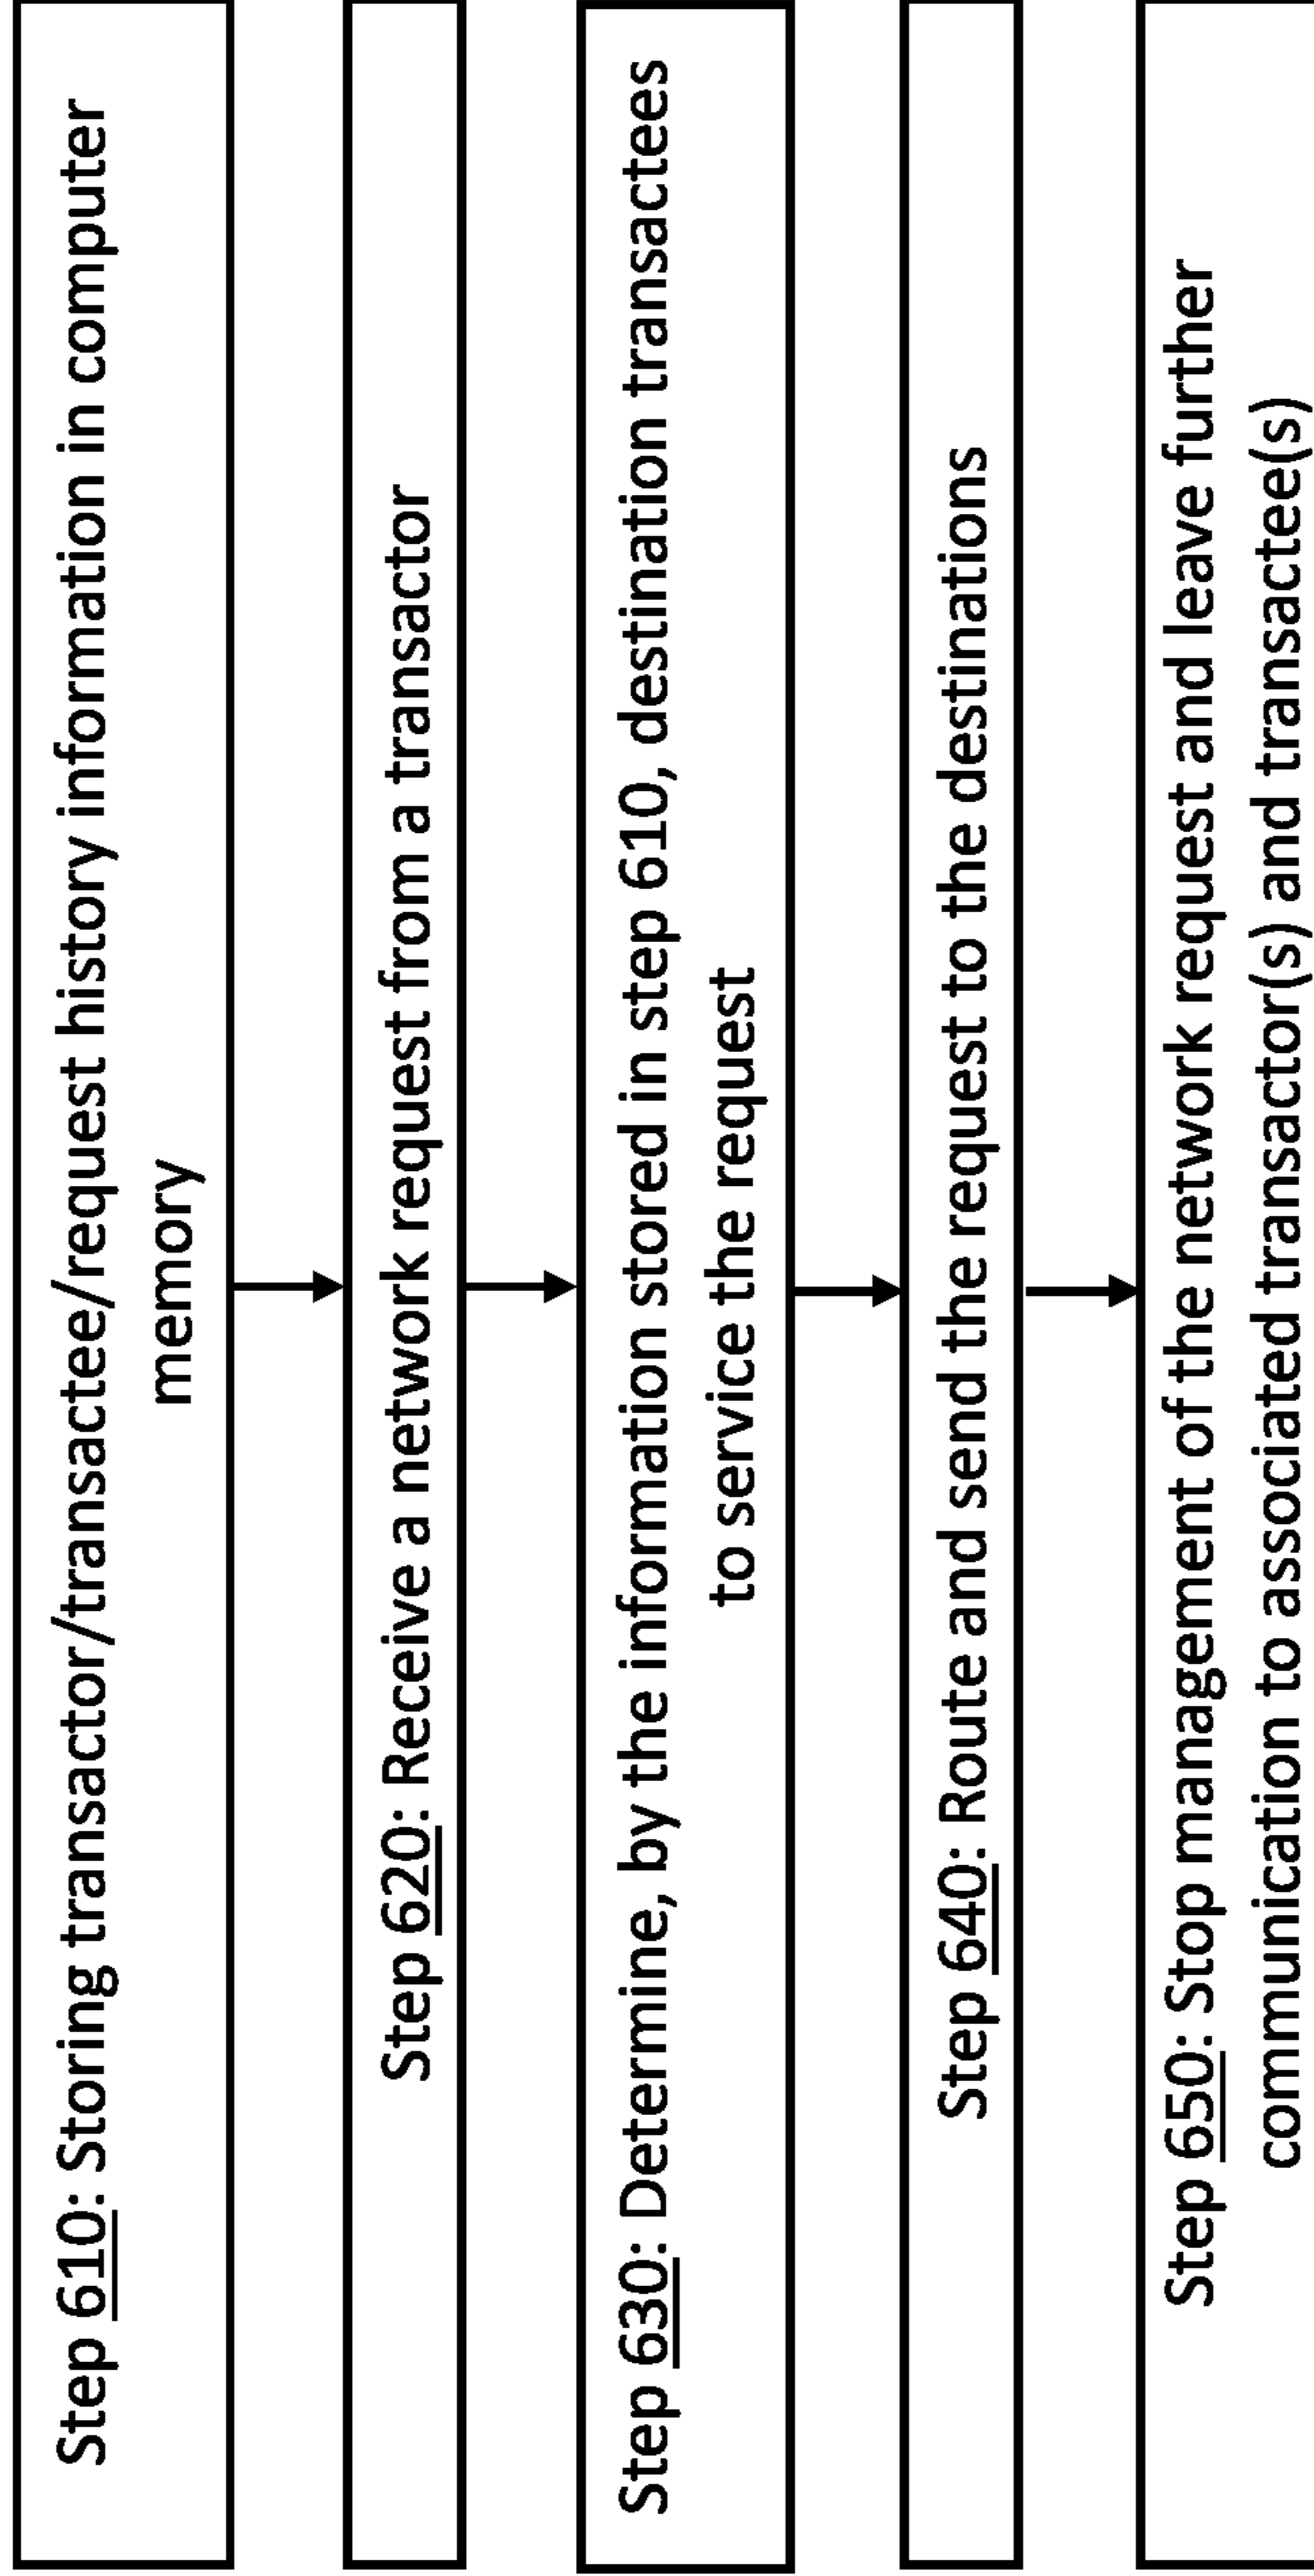 Step 610: Storing transactor/transactee/request history information in computer
memory
Step 620: Receive a network request from a transactor
Step 630: Determine, by the information stored in step 610, destination transactees
to service the request
Step 640: Route and send the request to the destinations
Step 650: Stop management of the network request and leave further
communication to associated transactor(s) and transactee(s)